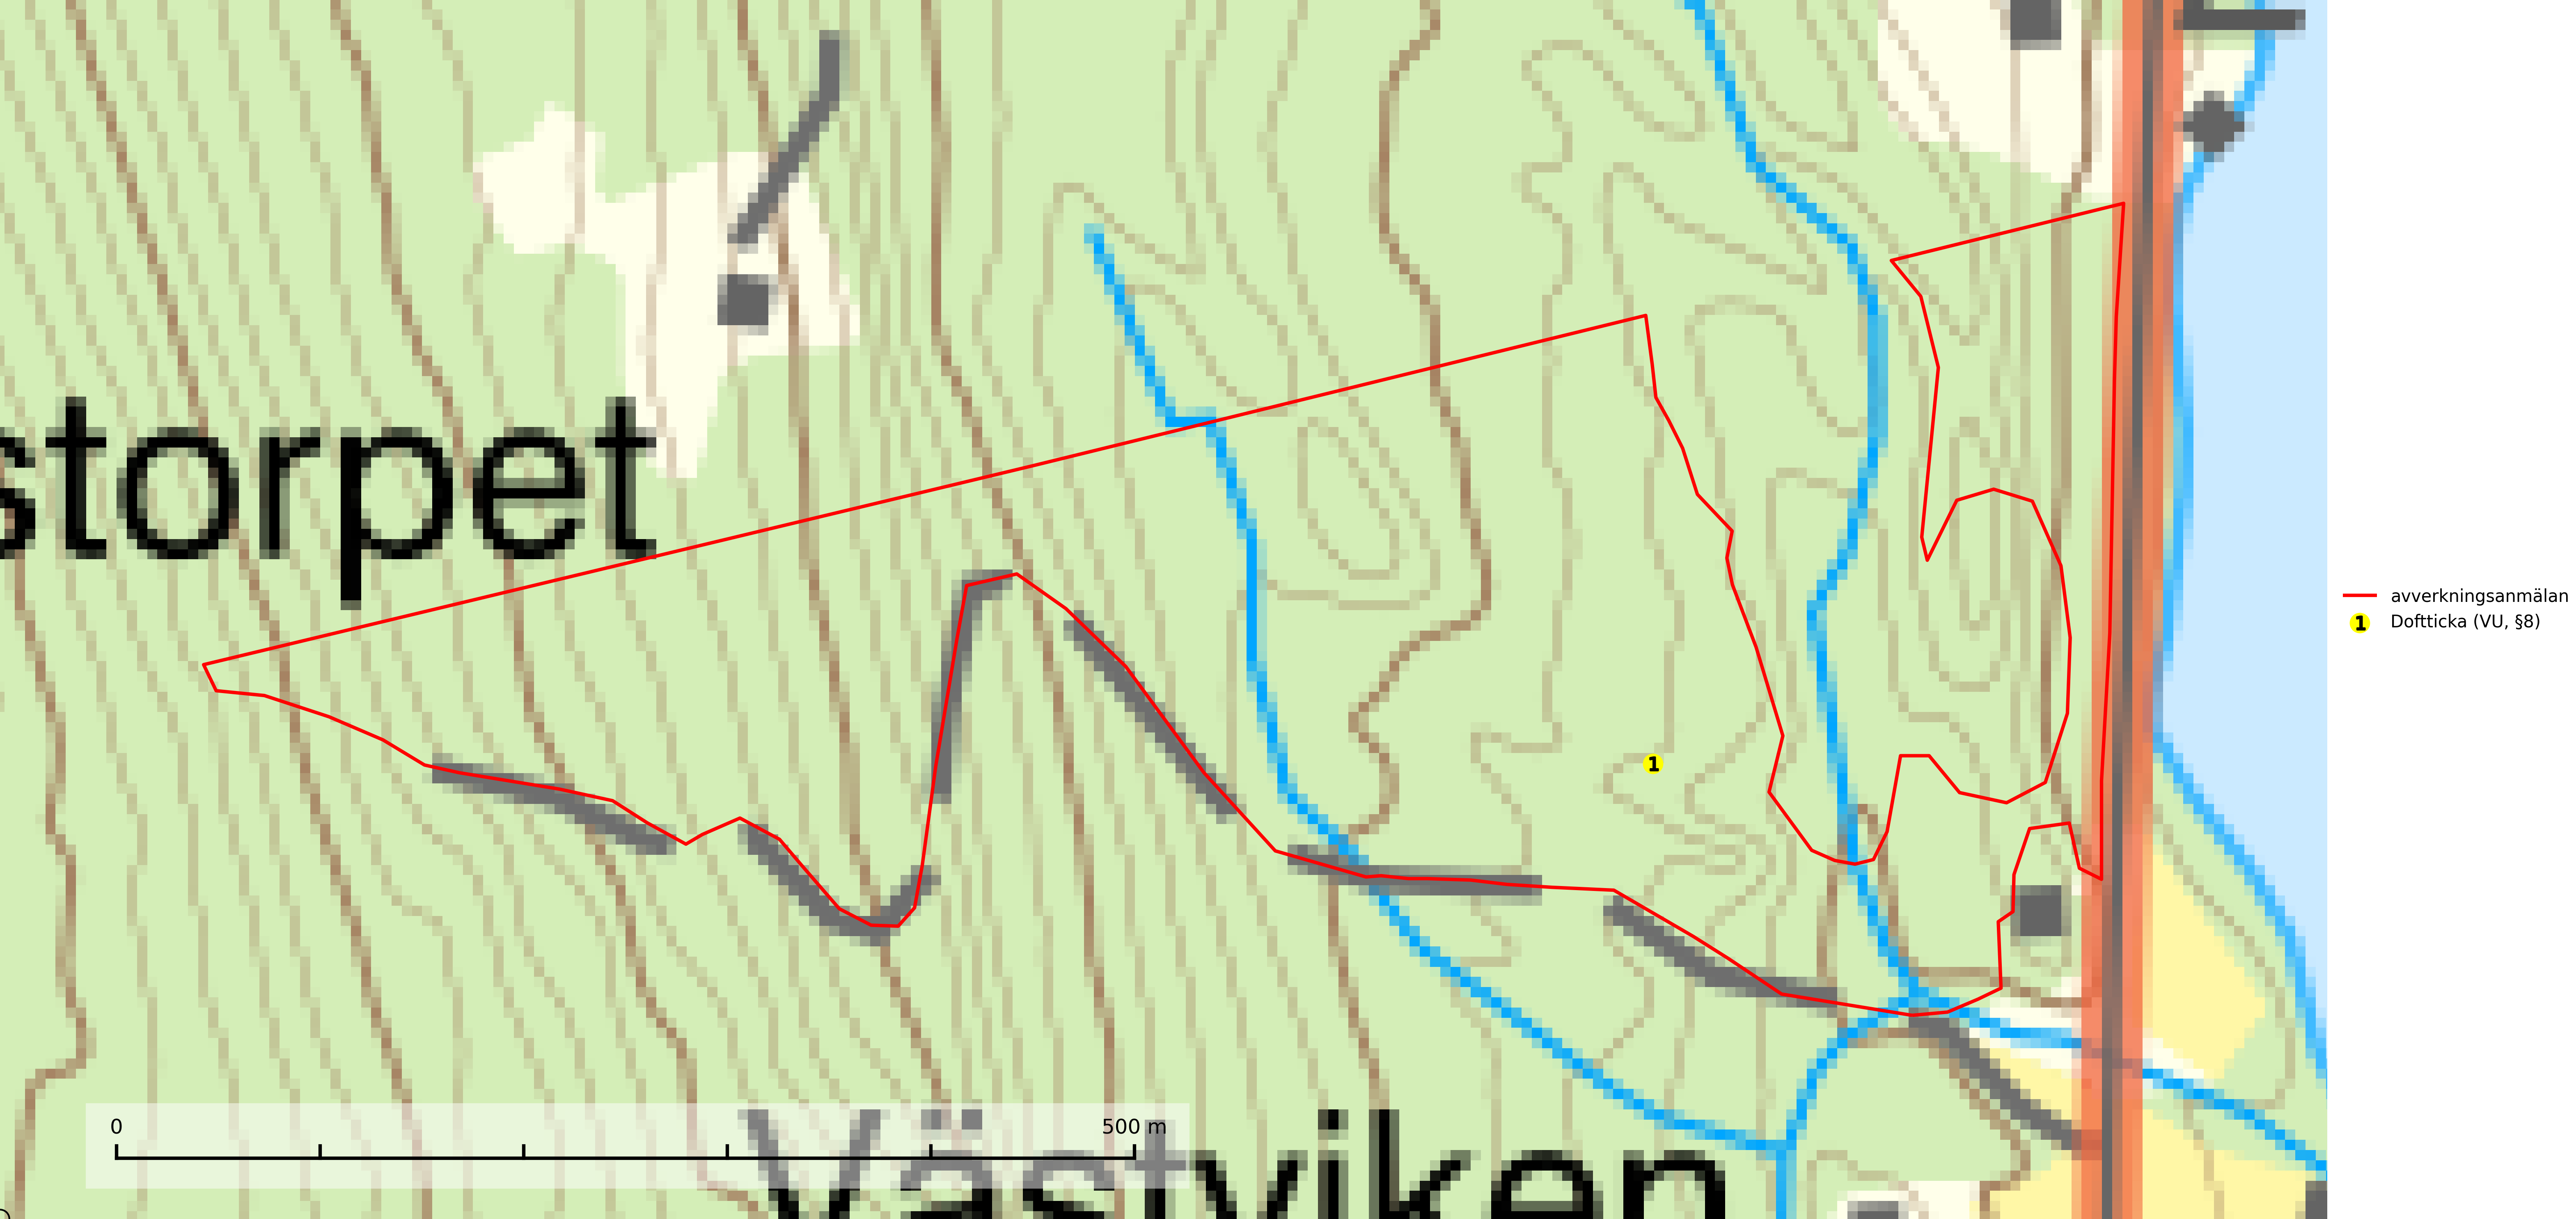 storpet
1
avverkningsanmälan
1 Doftticka (VU, §8)
0 500 m
Västviken